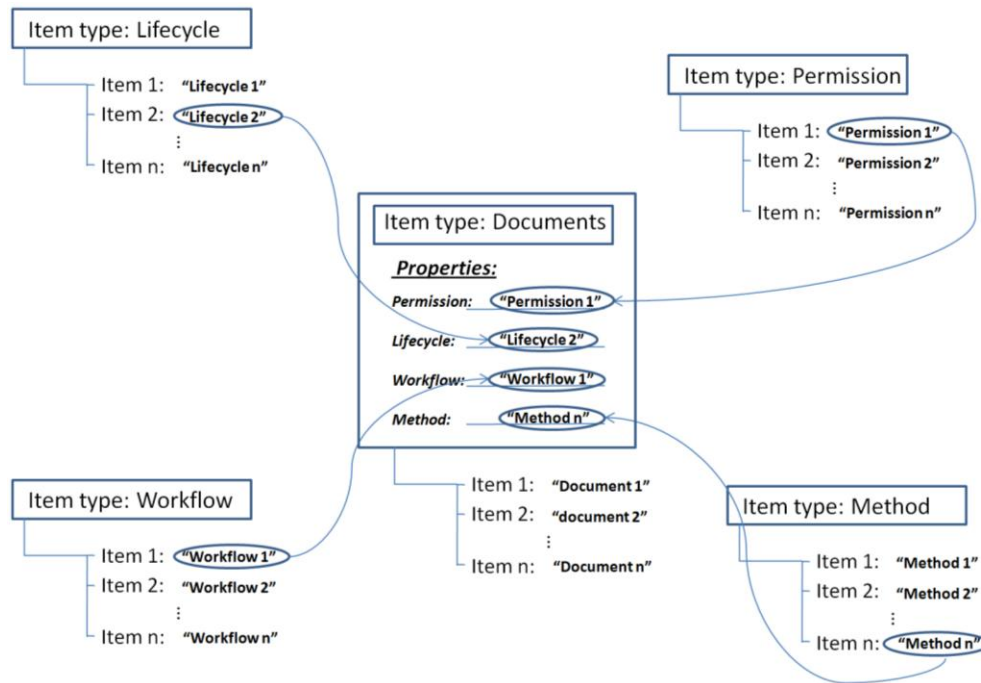 Item type: Lifecycle
Item 1: “Lifecycle 1”
Item 2: “Lifecycle 2”
⋮
Item n: “Lifecycle n”
Item type: Permission
Item 1: “Permission 1”
Item 2: “Permission 2”
⋮
Item n: “Permission n”
Item type: Documents
Properties:
Permission: “Permission 1”
Lifecycle: “Lifecycle 2”
Workflow: “Workflow 1”
Method: “Method n”
Item 1: “Document 1”
Item 2: “document 2”
⋮
Item n: “Document n”
Item type: Workflow
Item 1: “Workflow 1”
Item 2: “Workflow 2”
⋮
Item n: “Workflow n”
Item type: Method
Item 1: “Method 1”
Item 2: “Method 2”
⋮
Item n: “Method n”